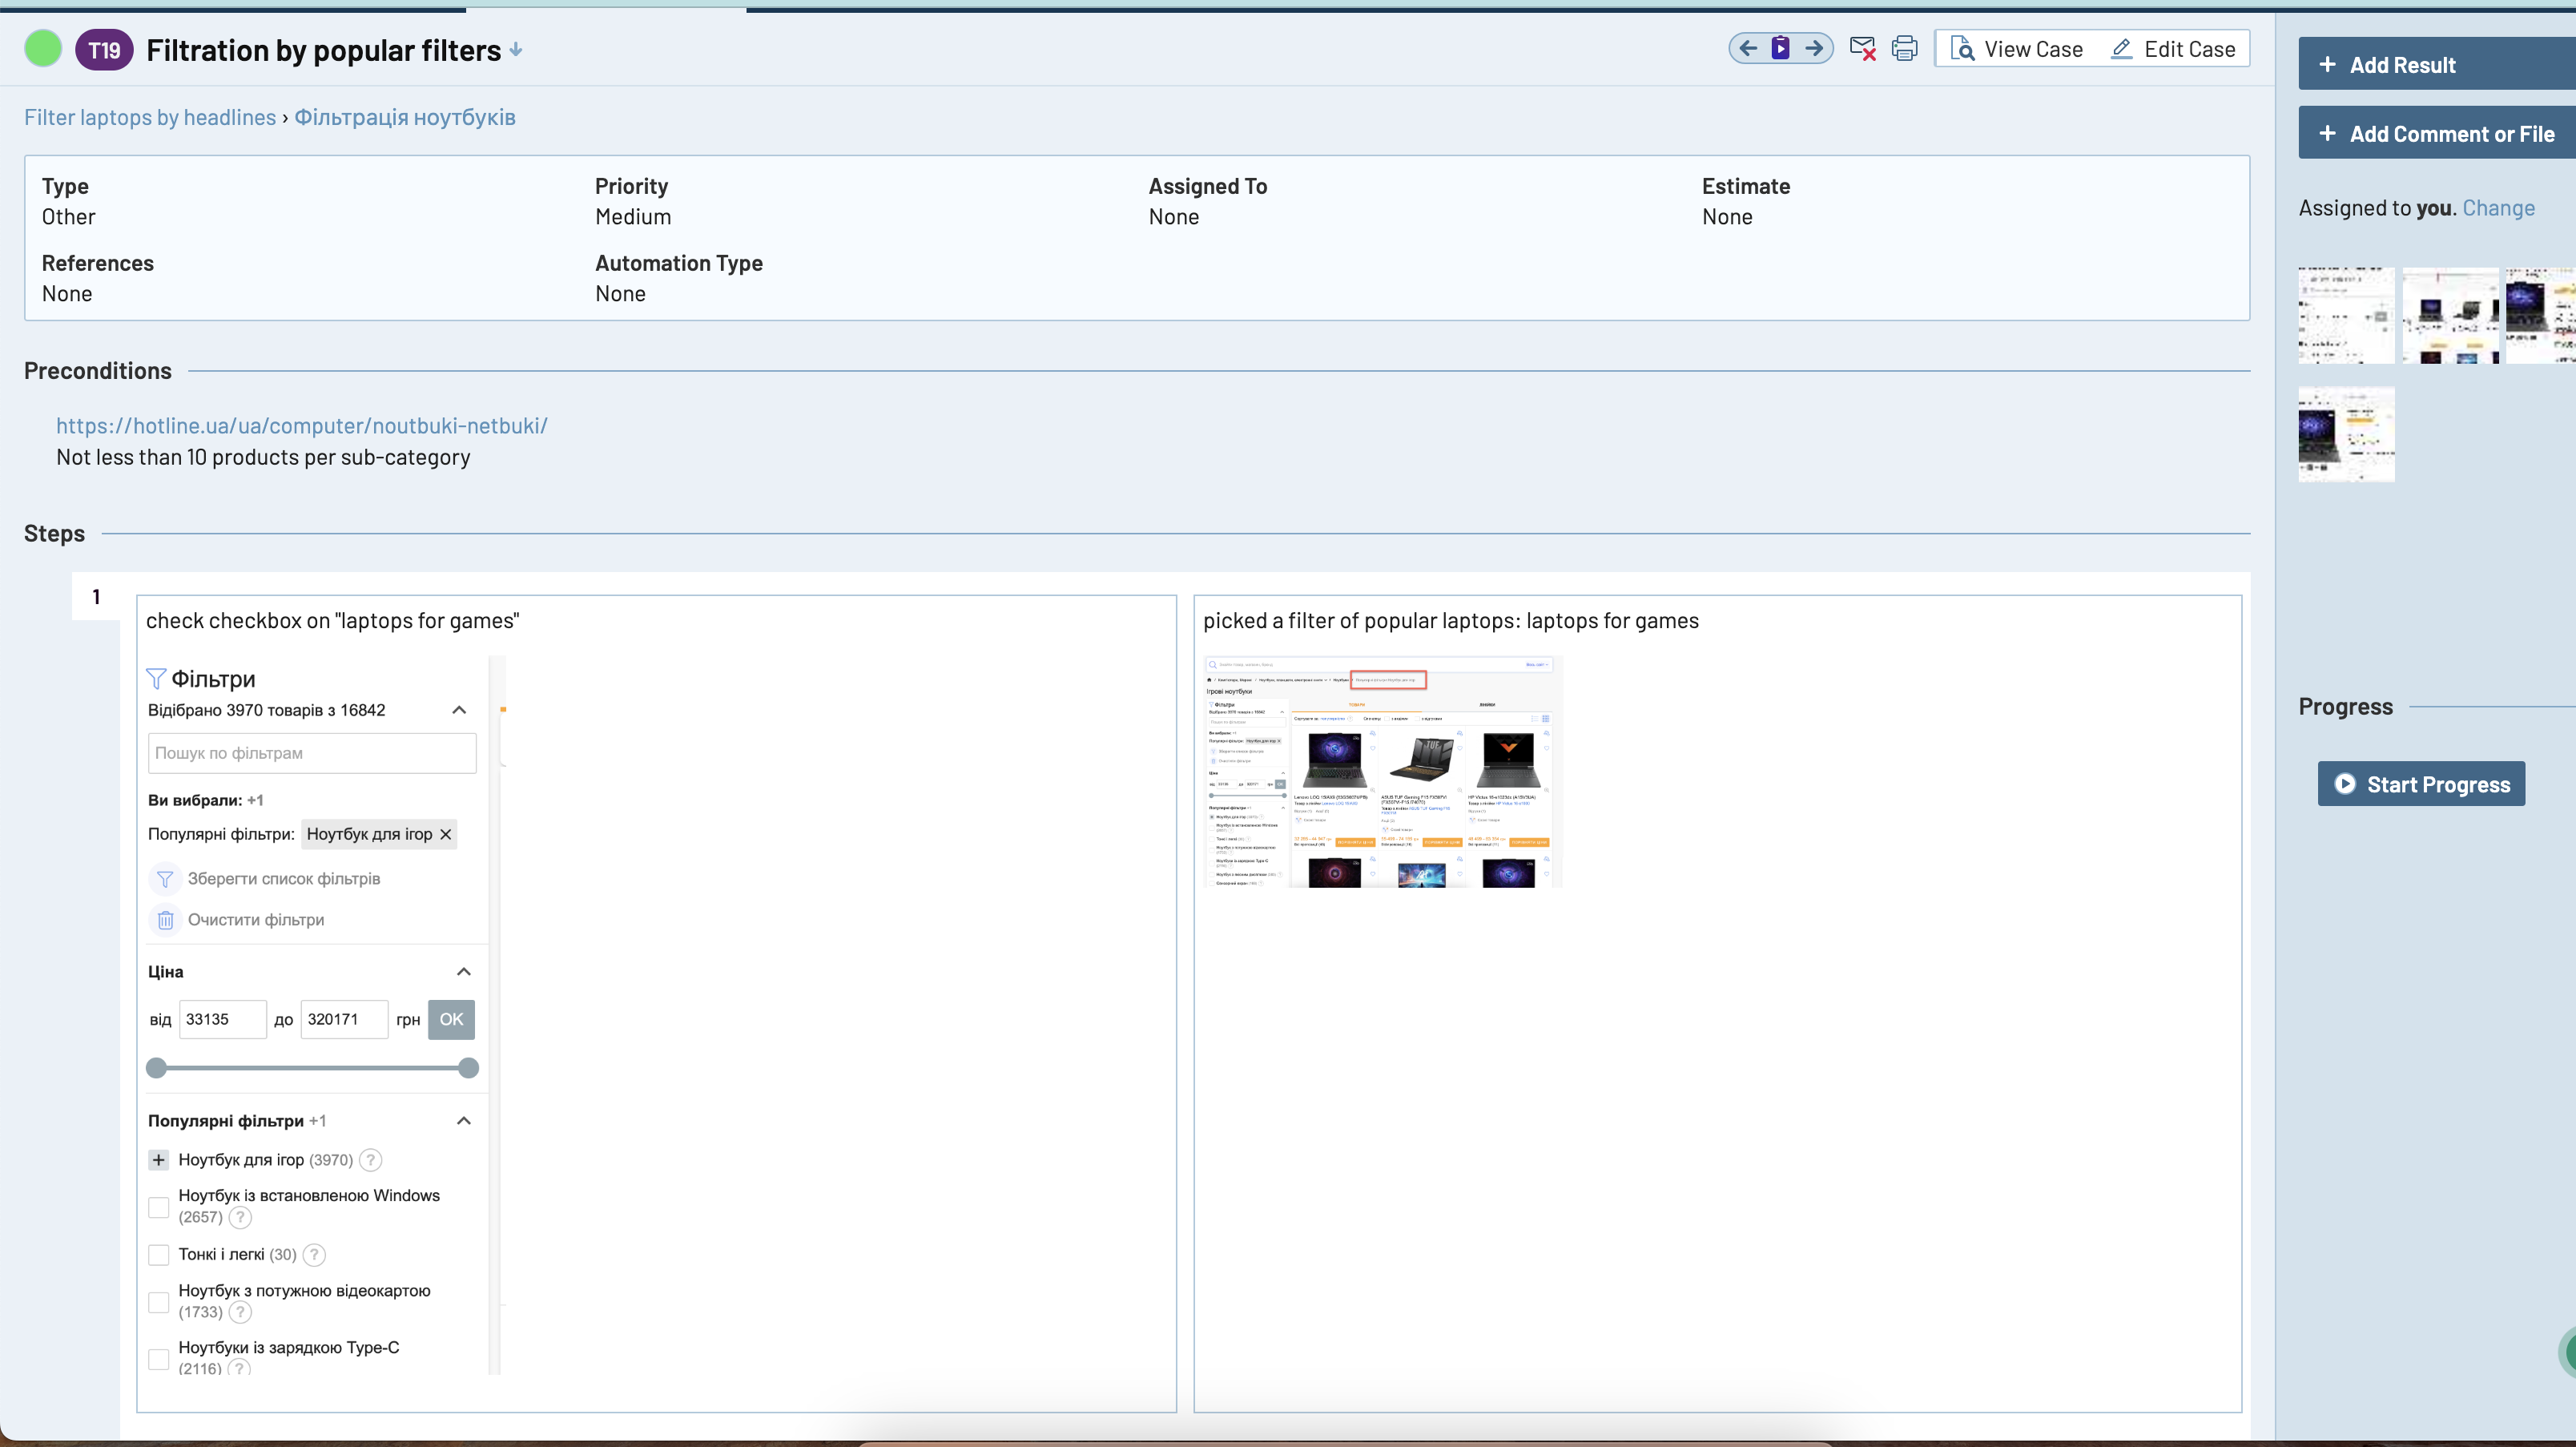 T19 Filtration by popular filters
View Case Edit Case
Filter laptops by headlines › Фільтрація ноутбуків
Type Priority Assigned To Estimate
Other Medium None None
References Automation Type
None None
Preconditions
https://hotline.ua/ua/computer/noutbuki-netbuki/
Not less than 10 products per sub-category
Steps
1
check checkbox on "laptops for games"
Фільтри
Відібрано 3970 товарів з 16842
Пошук по фільтрам
Ви вибрали: +1
Популярні фільтри: Ноутбук для ігор ×
Зберегти список фільтрів
Очистити фільтри
Ціна
від 33135 до 320171 грн OK
Популярні фільтри +1
+ Ноутбук для ігор (3970) ?
Ноутбук із встановленою Windows
(2657) ?
Тонкі і легкі (30) ?
Ноутбук з потужною відеокартою
(1733) ?
Ноутбуки із зарядкою Type-C
(2116) ?
picked a filter of popular laptops: laptops for games
Ігрові ноутбуки
Фільтри
ТОВАРИ
+ Add Result
+ Add Comment or File
Assigned to you. Change
Progress
Start Progress